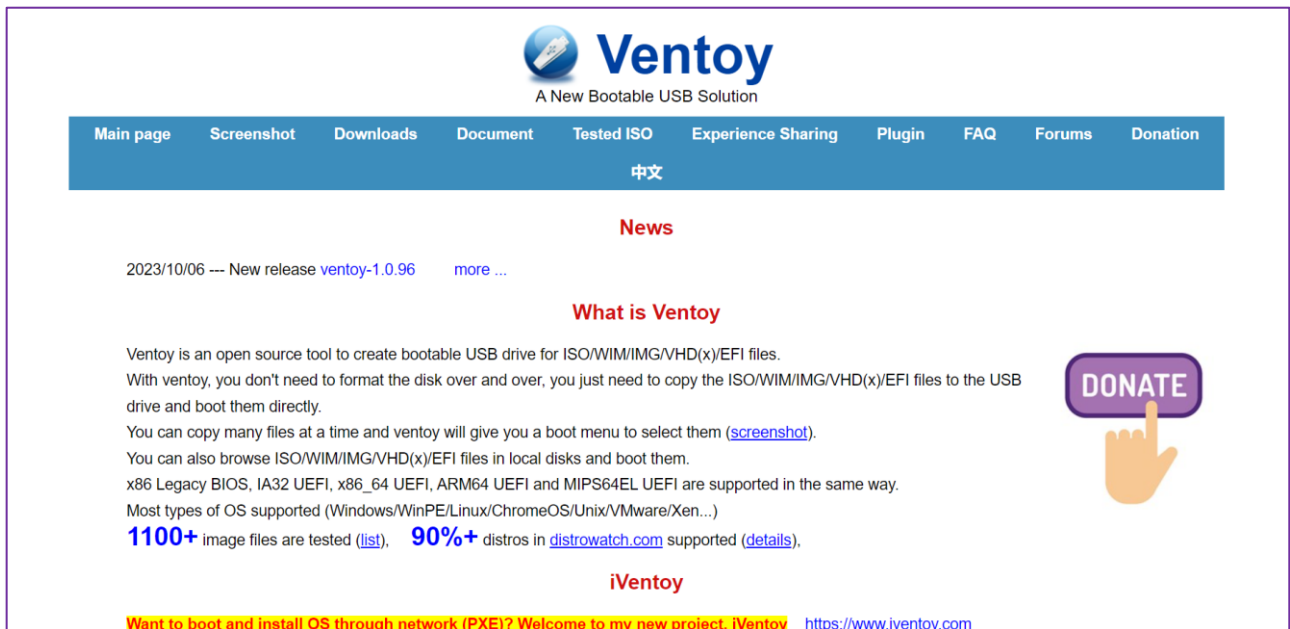 Ventoy
A New Bootable USB Solution
Main page Screenshot Downloads Document Tested ISO Experience Sharing Plugin FAQ Forums Donation
中文
News
2023/10/06 --- New release ventoy-1.0.96 more ...
What is Ventoy
Ventoy is an open source tool to create bootable USB drive for ISO/WIM/IMG/VHD(x)/EFI files.
With ventoy, you don't need to format the disk over and over, you just need to copy the ISO/WIM/IMG/VHD(x)/EFI files to the USB
drive and boot them directly.
You can copy many files at a time and ventoy will give you a boot menu to select them (screenshot).
You can also browse ISO/WIM/IMG/VHD(x)/EFI files in local disks and boot them.
x86 Legacy BIOS, IA32 UEFI, x86_64 UEFI, ARM64 UEFI and MIPS64EL UEFI are supported in the same way.
Most types of OS supported (Windows/WinPE/Linux/ChromeOS/Unix/VMware/Xen...)
1100+ image files are tested (list), 90%+ distros in distrowatch.com supported (details),
DONATE
iVentoy
Want to boot and install OS through network (PXE)? Welcome to my new project. iVentoy https://www.iventoy.com